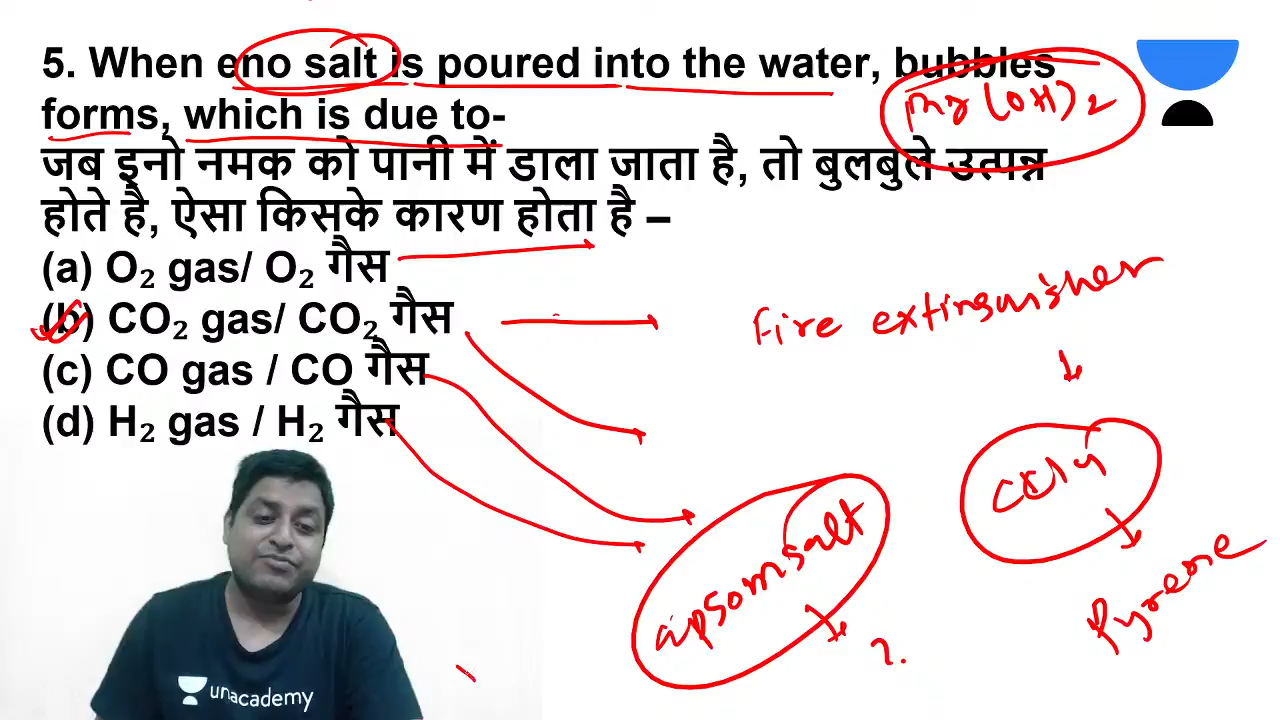 5. When eno salt is poured into the water, bubbles
forms, which is due to-
जब इनो नमक को पानी में डाला जाता है, तो बुलबुले उत्पन्न
होते है, ऐसा किसके कारण होता है –
(a) O₂ gas/ O₂ गैस
(b) CO₂ gas/ CO₂ गैस
(c) CO gas / CO गैस
(d) H₂ gas / H₂ गैस
Mg(OH)2
Fire extinguisher
CCl4
Pyrene
apsomsalt
?
unacademy